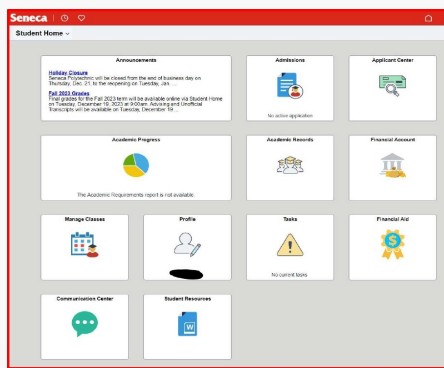 Seneca
Student Home
Announcements
Holiday Closure
Seneca Polytechnic will be closed from the end of business day on
Thursday, Dec. 21, to the reopening on Tuesday, Jan. ...
Fall 2023 Grades
Final grades for the Fall 2023 term will be available online via Student Home
on Tuesday, December 19, 2023 at 9:00am. Advising and Unofficial
Transcripts will be available on Tuesday, December 19...
Admissions
No active application
Applicant Center
Academic Progress
The Academic Requirements report is not available
Academic Records
Financial Account
Manage Classes
Profile
Tasks
No current tasks
Financial Aid
Communication Center
Student Resources
W